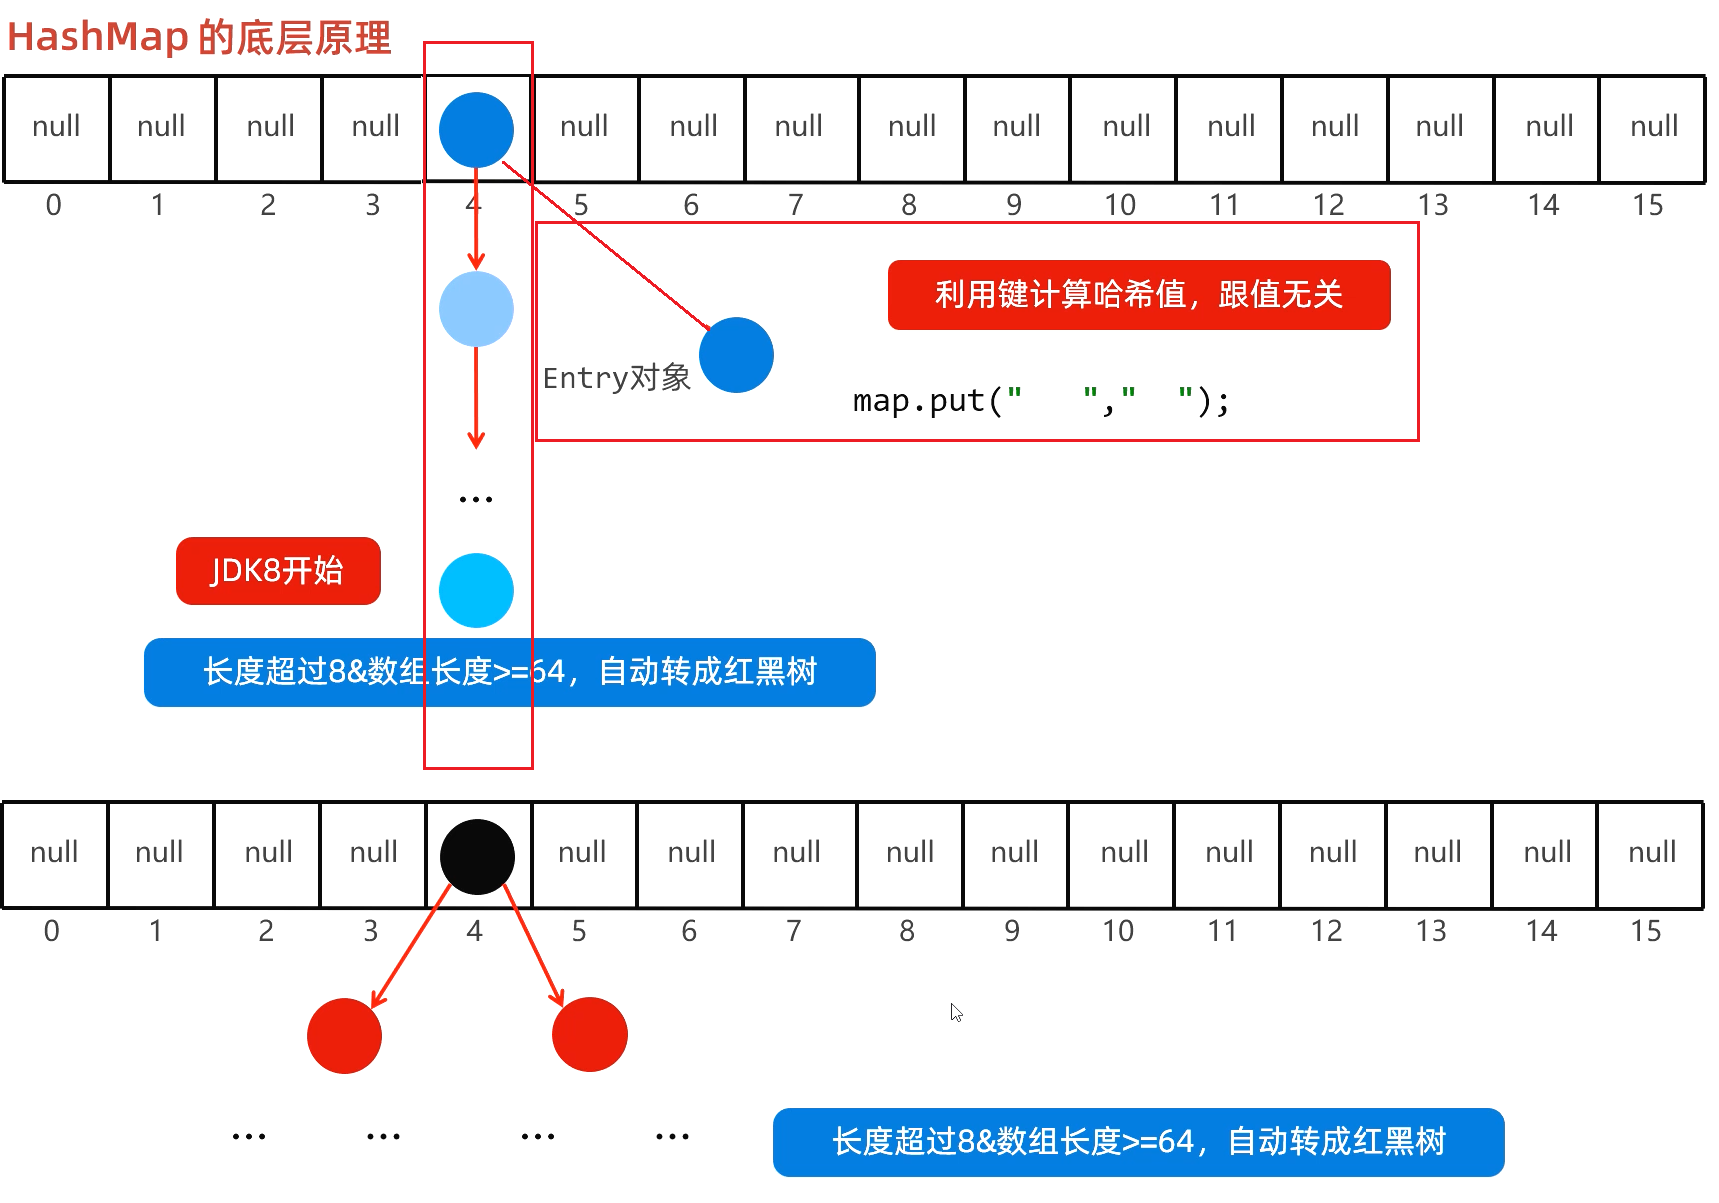 HashMap 的底层原理
null null null null null null null null null null null null null null null
0 1 2 3 4 5 6 7 8 9 10 11 12 13 14 15
利用键计算哈希值，跟值无关
Entry对象
map.put("   ","  ");
...
JDK8开始
长度超过8&数组长度>=64，自动转成红黑树
null null null null null null null null null null null null null null null
0 1 2 3 4 5 6 7 8 9 10 11 12 13 14 15
... ... ... ...
长度超过8&数组长度>=64，自动转成红黑树